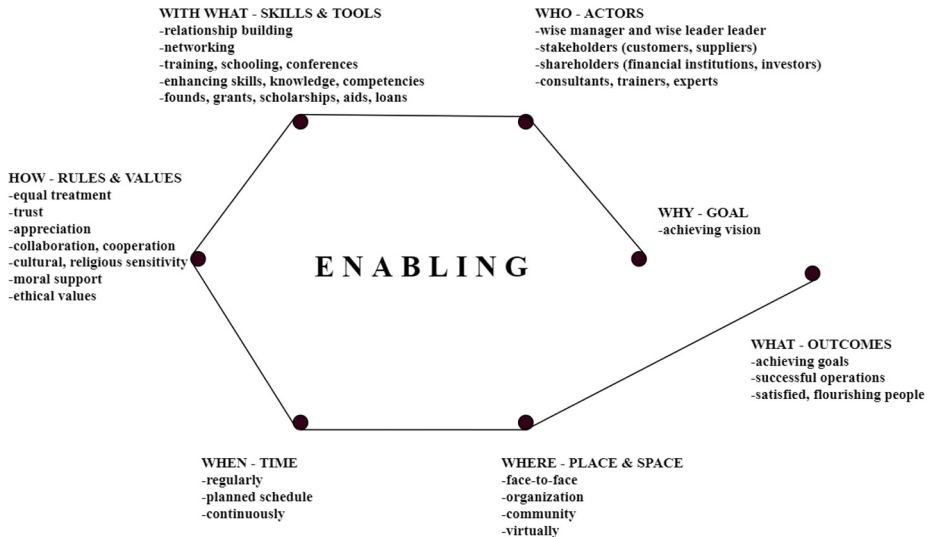 WITH WHAT - SKILLS & TOOLS
-relationship building
-networking
-training, schooling, conferences
-enhancing skills, knowledge, competencies
-founds, grants, scholarships, aids, loans
WHO - ACTORS
-wise manager and wise leader leader
-stakeholders (customers, suppliers)
-shareholders (financial institutions, investors)
-consultants, trainers, experts
HOW - RULES & VALUES
-equal treatment
-trust
-appreciation
-collaboration, cooperation
-cultural, religious sensitivity
-moral support
-ethical values
WHY - GOAL
-achieving vision
ENABLING
WHAT - OUTCOMES
-achieving goals
-successful operations
-satisfied, flourishing people
WHEN - TIME
-regularly
-planned schedule
-continuously
WHERE - PLACE & SPACE
-face-to-face
-organization
-community
-virtually